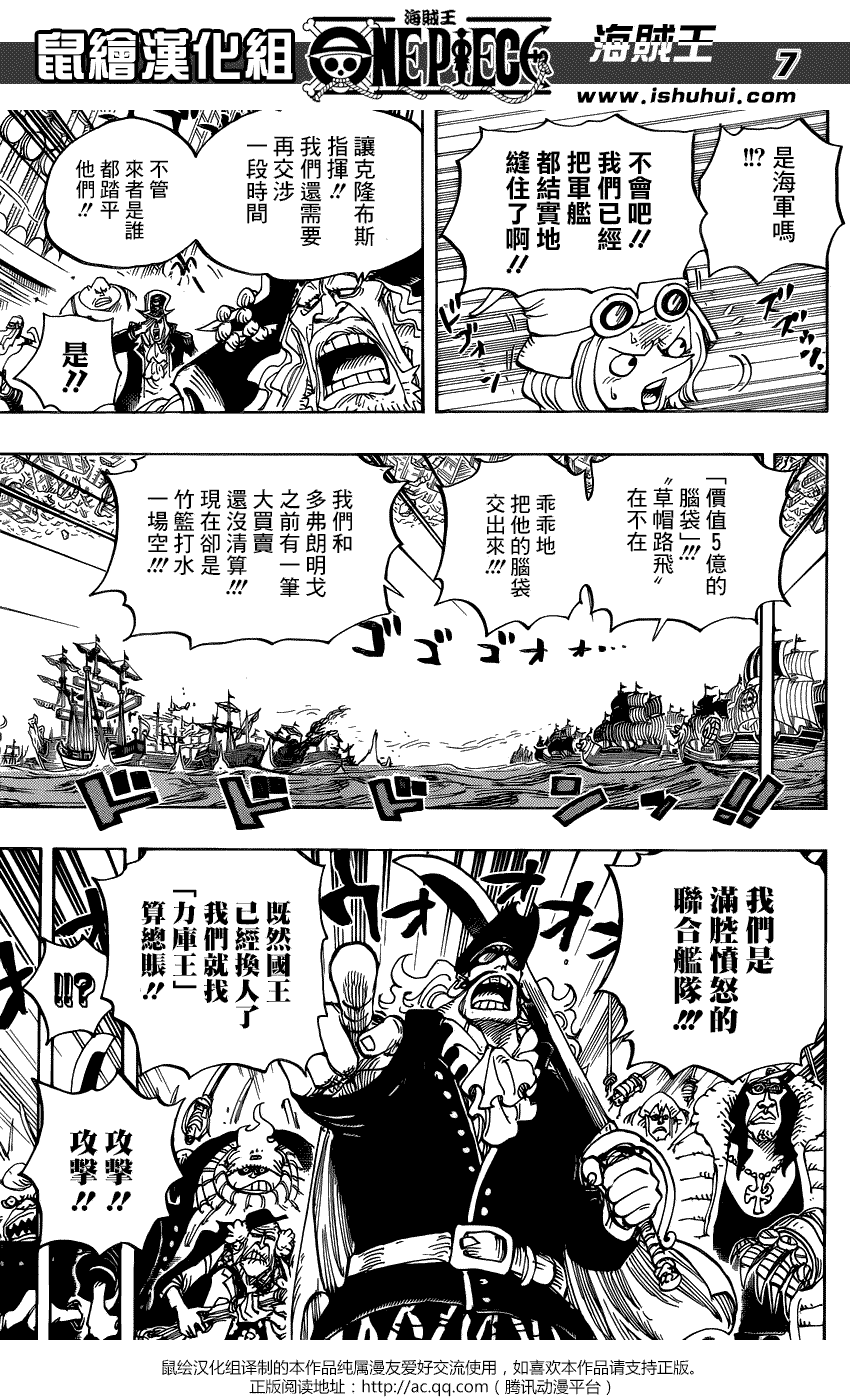 鼠繪漢化組
海賊王
ONE PIECE
海賊王
7
www.ishuhui.com
是海軍嗎
!!?
不會吧!!
我們已經
把軍艦
都結實地
縫住了啊!!
ズズッ
ドドォン
讓克隆布斯
指揮!!
我們還需要
再交涉
一段時間
不管
來者是誰
都踏平
他們!!
是!!
「價值5億的
腦袋」!!!
〝草帽路飛〞
在不在
乖乖地
把他的腦袋
交出來!!!
我們和
多弗朗明戈
之前有一筆
大買賣
還沒清算!!!
現在卻是
竹籃打水
一場空!!!
ゴゴゴゴォォ…
ドドドドン!!
我們是
滿腔憤怒的
聯合艦隊!!!
既然國王
已經換人了
我們就找
「力庫王」
算總賬!!
!!?
攻擊!!
攻擊!!
鼠绘汉化组译制的本作品纯属漫友爱好交流使用，如喜欢本作品请支持正版。
正版阅读地址：http://ac.qq.com（腾讯动漫平台）